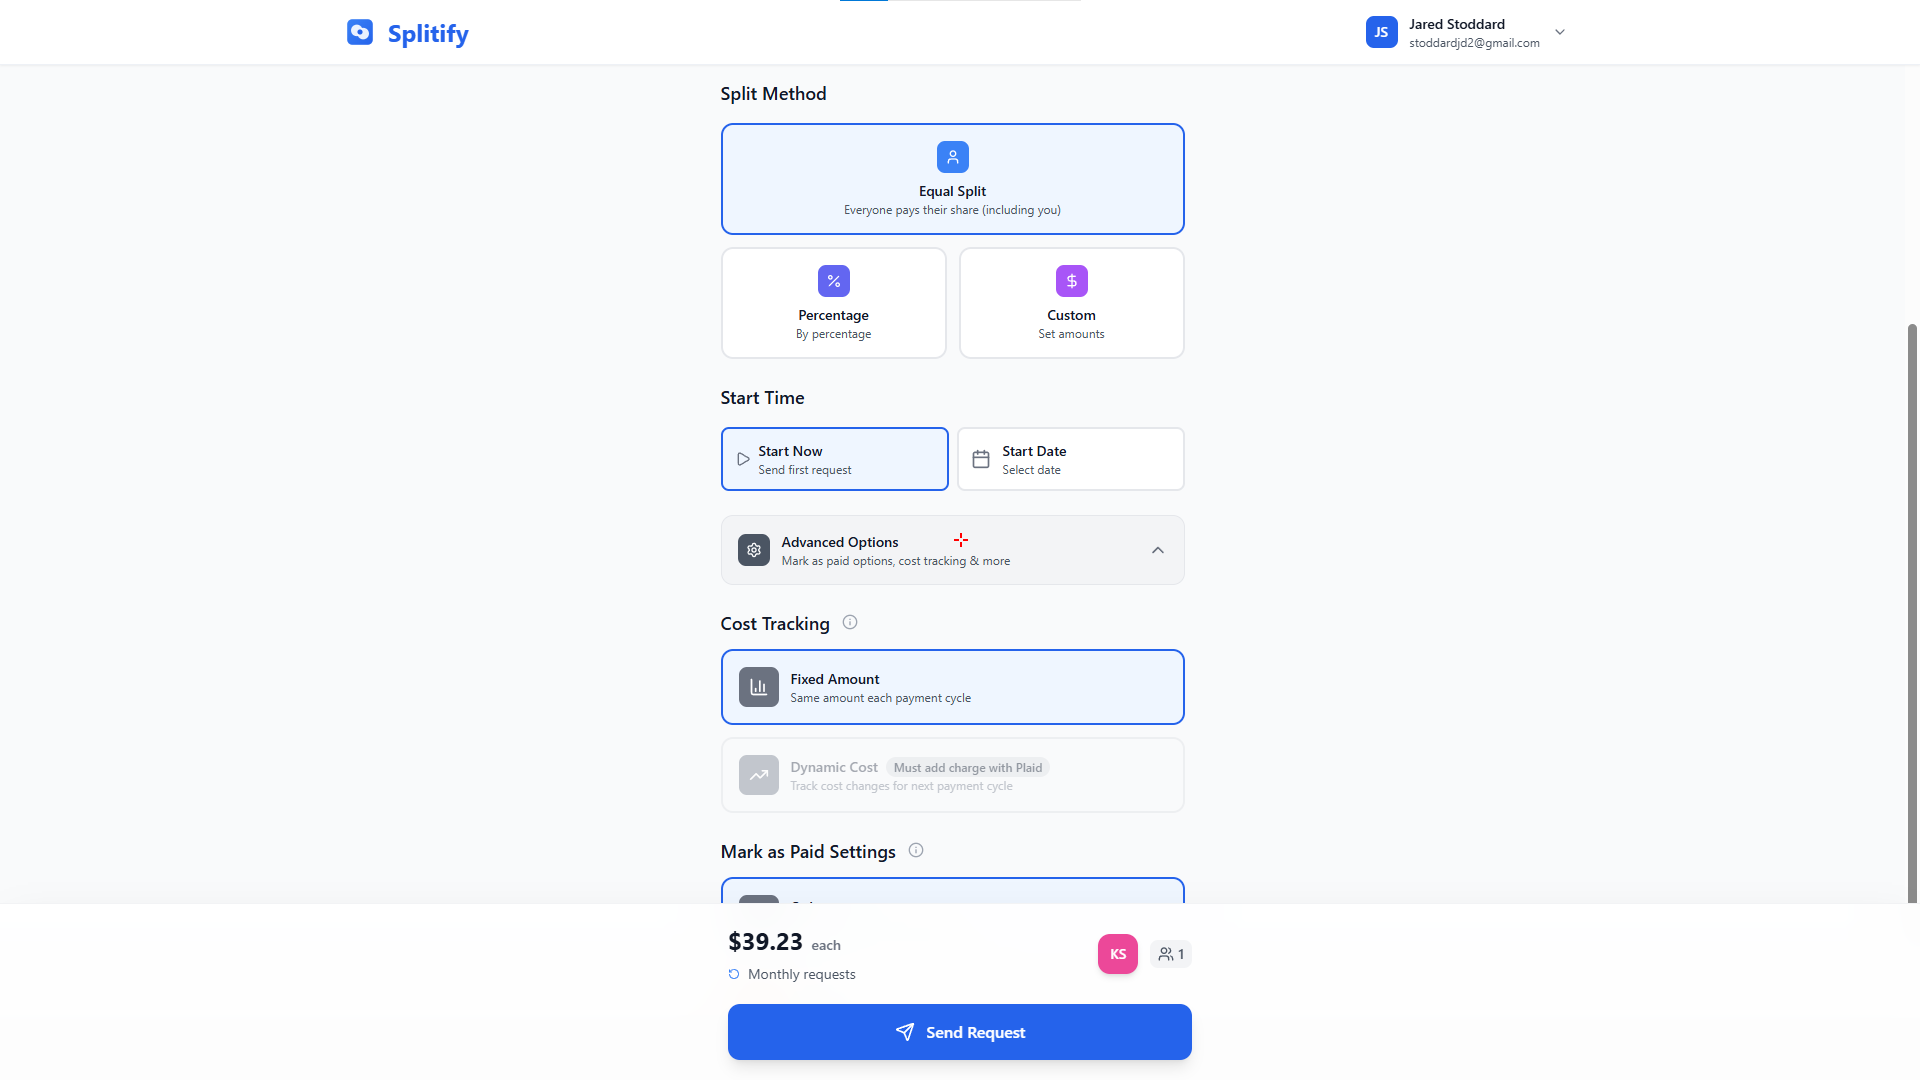 Splitify
JS
Jared Stoddard
stoddardjd2@gmail.com
Split Method
Equal Split
Everyone pays their share (including you)
Percentage
By percentage
Custom
Set amounts
Start Time
Start Now
Send first request
Start Date
Select date
Advanced Options
Mark as paid options, cost tracking & more
Cost Tracking
Fixed Amount
Same amount each payment cycle
Dynamic Cost Must add charge with Plaid
Track cost changes for next payment cycle
Mark as Paid Settings
$39.23 each
Monthly requests
KS
1
Send Request